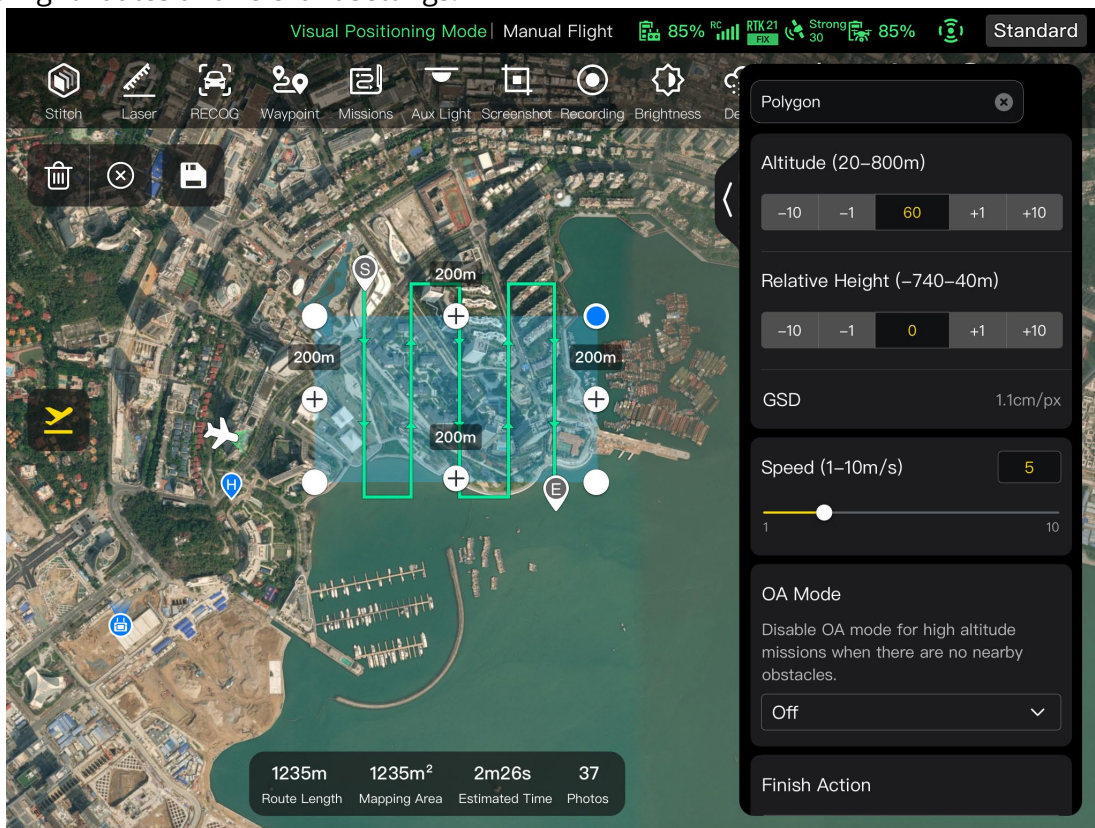 Visual Positioning Mode | Manual Flight 85% RC RTK 21 FIX Strong 30 85% Standard
Stitch Laser RECOG Waypoint Missions Aux Light Screenshot Recording Brightness De
Polygon
Altitude (20–800m)
-10 -1 60 +1 +10
Relative Height (-740–40m)
-10 -1 0 +1 +10
GSD 1.1cm/px
Speed (1–10m/s) 5
1 10
OA Mode
Disable OA mode for high altitude
missions when there are no nearby
obstacles.
Off
Finish Action
S
200m
200m 200m
200m
E
H
1235m 1235m² 2m26s 37
Route Length Mapping Area Estimated Time Photos